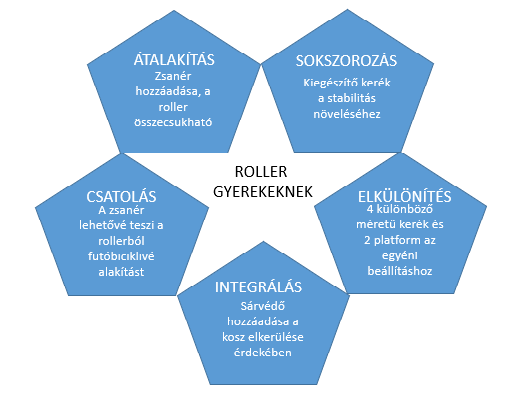 ÁTALAKÍTÁS
Zsanér
hozzáadása, a
roller
összecsukható
SOKSZOROZÁS
Kiegészítő kerék
a stabilitás
növeléséhez
ROLLER
GYEREKEKNEK
CSATOLÁS
A zsanér
lehetővé teszi a
rollerból
futóbiciklivé
alakítást
ELKÜLÖNÍTÉS
4 különböző
méretű kerék és
2 platform az
egyéni
beállításhoz
INTEGRÁLÁS
Sárvédő
hozzáadása a
kosz elkerülése
érdekében